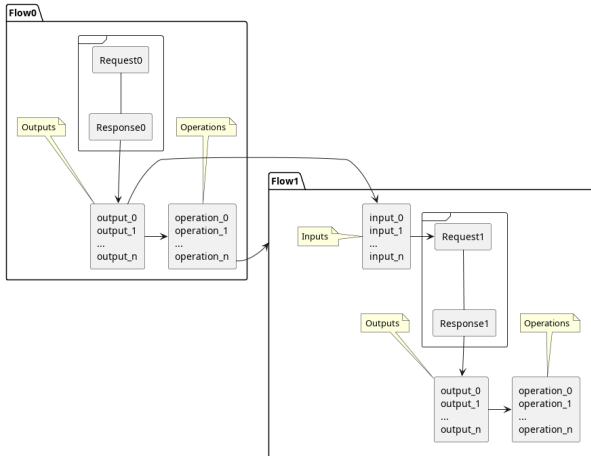 Flow0
Request0
Response0
Outputs
Operations
output_0
output_1
...
output_n
operation_0
operation_1
...
operation_n
Flow1
Inputs
input_0
input_1
...
input_n
Request1
Response1
Outputs
Operations
output_0
output_1
...
output_n
operation_0
operation_1
...
operation_n